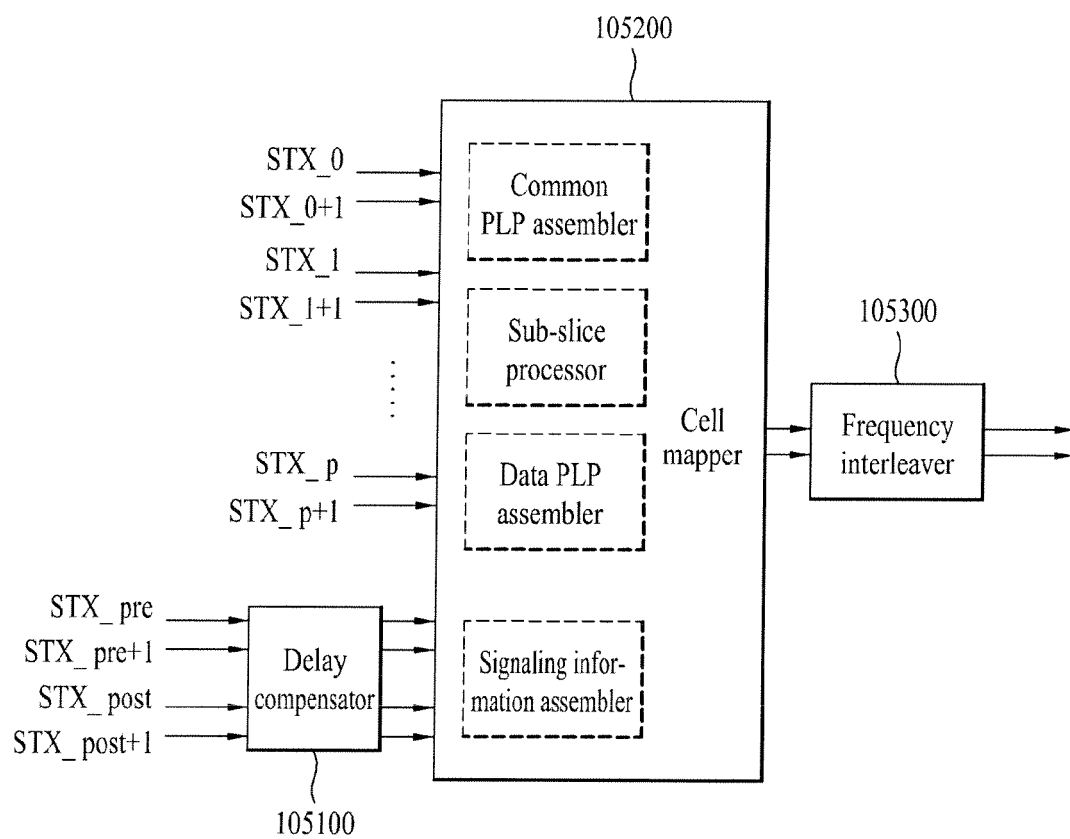 105200
STX_0
STX_0+1
STX_1
STX_1+1
Common
PLP assembler
Sub-slice
processor
105300
Cell
mapper
Frequency
interleaver
STX_p
STX_p+1
Data PLP
assembler
STX_pre
STX_pre+1
STX_post
STX_post+1
Delay
compensator
Signaling infor-
mation assembler
105100